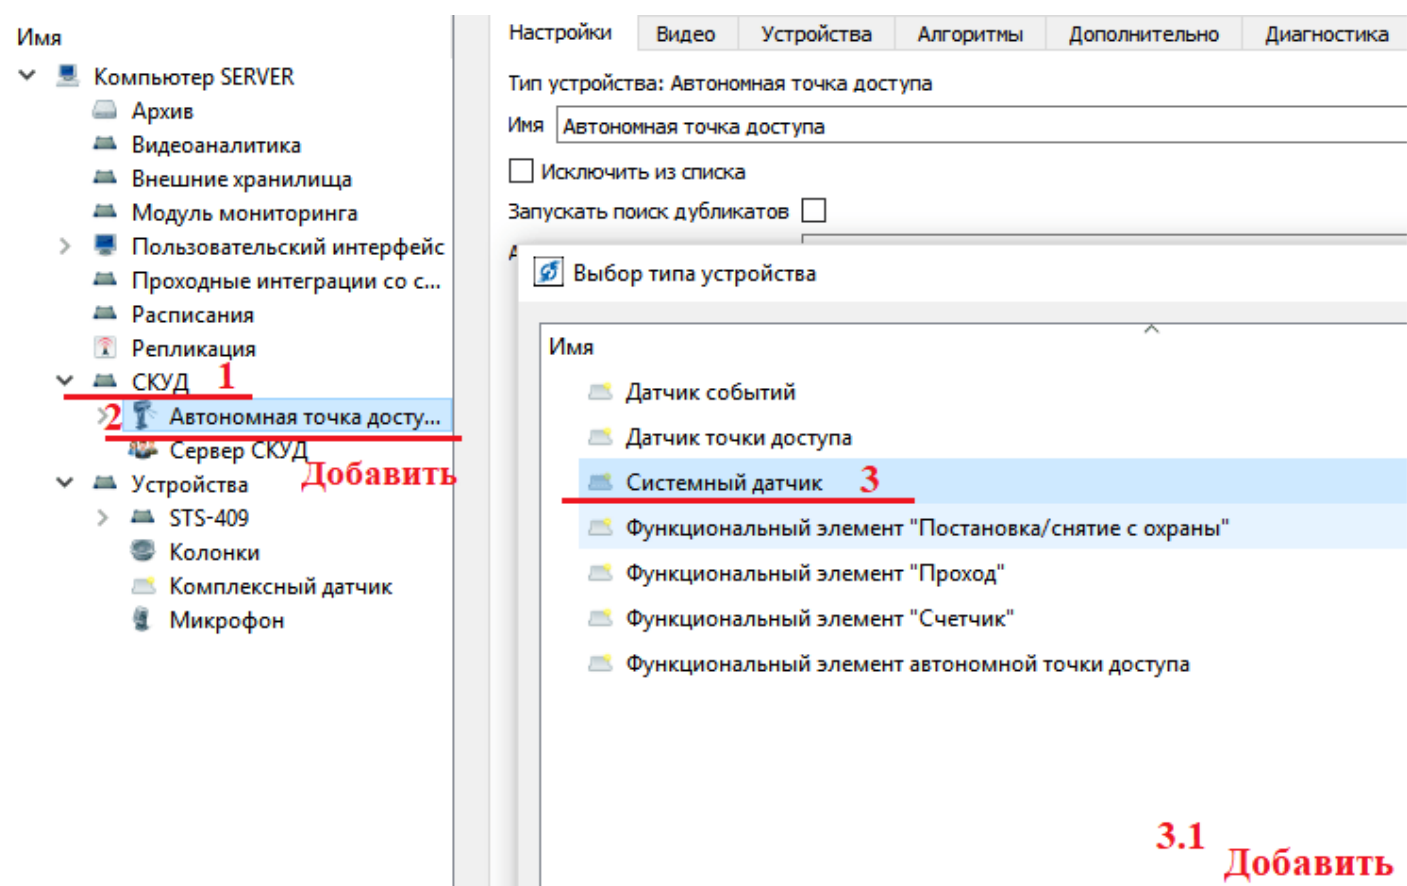 Имя
Компьютер SERVER
Архив
Видеоаналитика
Внешние хранилища
Модуль мониторинга
Пользовательский интерфейс
Проходные интеграции со с...
Расписания
Репликация
СКУД 1
2 Автономная точка досту...
Сервер СКУД
Добавить
Устройства
STS-409
Колонки
Комплексный датчик
Микрофон
Настройки Видео Устройства Алгоритмы Дополнительно Диагностика
Тип устройства: Автономная точка доступа
Имя Автономная точка доступа
Исключить из списка
Запускать поиск дубликатов
Выбор типа устройства
Имя
Датчик событий
Датчик точки доступа
Системный датчик 3
Функциональный элемент "Постановка/снятие с охраны"
Функциональный элемент "Проход"
Функциональный элемент "Счетчик"
Функциональный элемент автономной точки доступа
3.1
Добавить